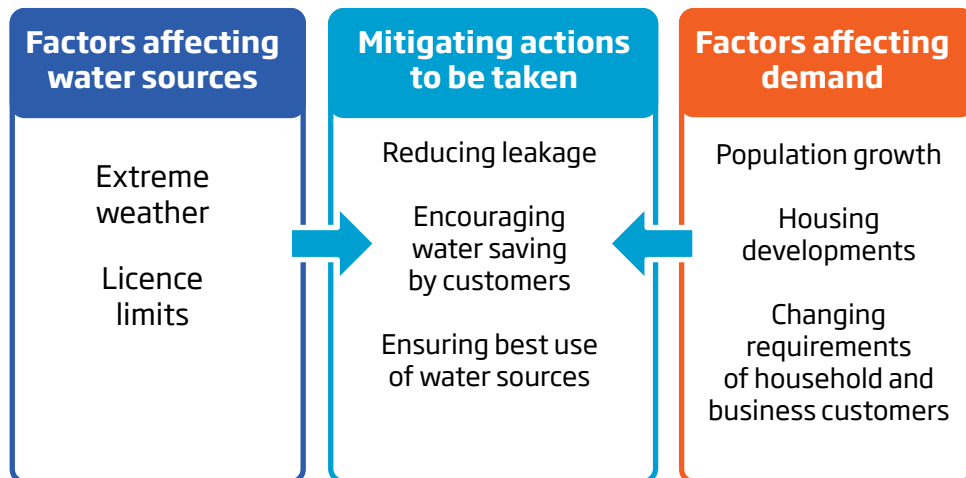 Factors affecting
water sources
Extreme
weather
Licence
limits
Mitigating actions
to be taken
Reducing leakage
Encouraging
water saving
by customers
Ensuring best use
of water sources
Factors affecting
demand
Population growth
Housing
developments
Changing
requirements
of household and
business customers